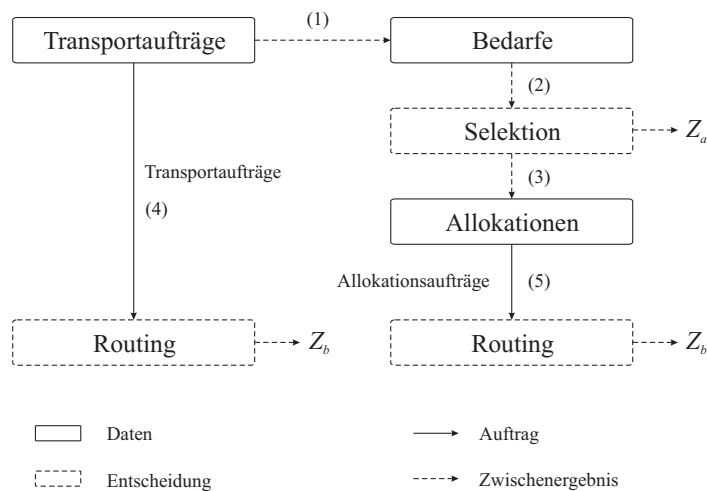 (1)
Transportaufträge
Bedarfe
(2)
Selektion
Z_a
(3)
Transportaufträge
(4)
Allokationen
Allokationsaufträge
(5)
Routing
Z_b
Routing
Z_b
Daten
Auftrag
Entscheidung
Zwischenergebnis